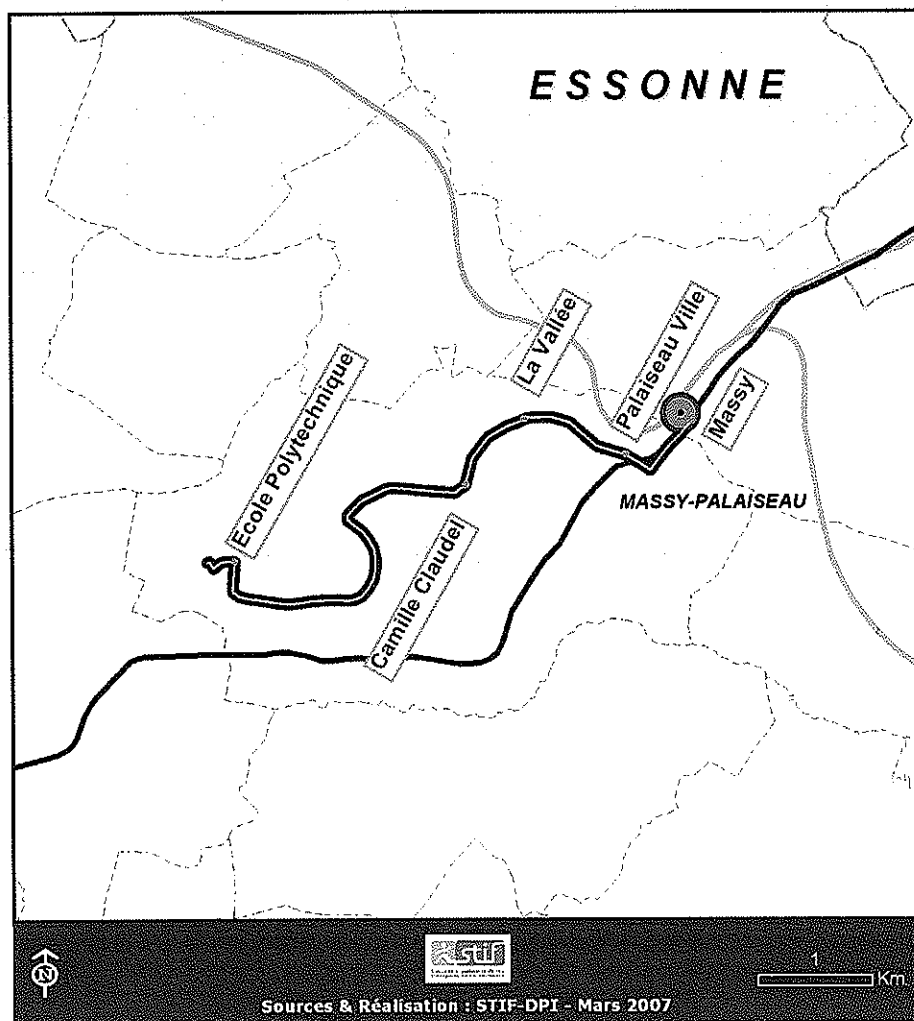 ESSONNE
La Vallée
Palaiseau Ville
Massy
Ecole Polytechnique
MASSY-PALAISEAU
Camille Claudel
N
stif
1
Km
Sources & Réalisation : STIF-DPI - Mars 2007